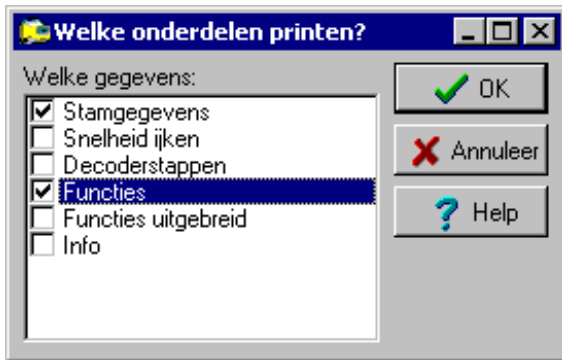 Welke onderdelen printen?
Welke gegevens:
Stamgegevens
Snelheid ijken
Decoderstappen
Functies
Functies uitgebreid
Info
OK
Annuleer
Help